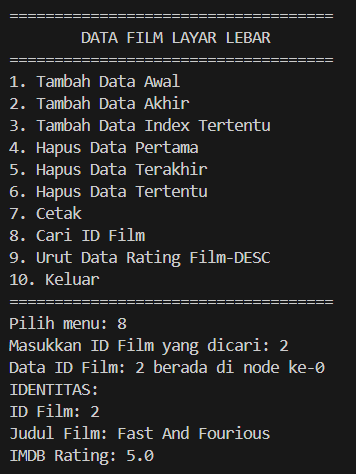 ====================================
DATA FILM LAYAR LEBAR
====================================
1. Tambah Data Awal
2. Tambah Data Akhir
3. Tambah Data Index Tertentu
4. Hapus Data Pertama
5. Hapus Data Terakhir
6. Hapus Data Tertentu
7. Cetak
8. Cari ID Film
9. Urut Data Rating Film-DESC
10. Keluar
====================================
Pilih menu: 8
Masukkan ID Film yang dicari: 2
Data ID Film: 2 berada di node ke-0
IDENTITAS:
ID Film: 2
Judul Film: Fast And Fourious
IMDB Rating: 5.0